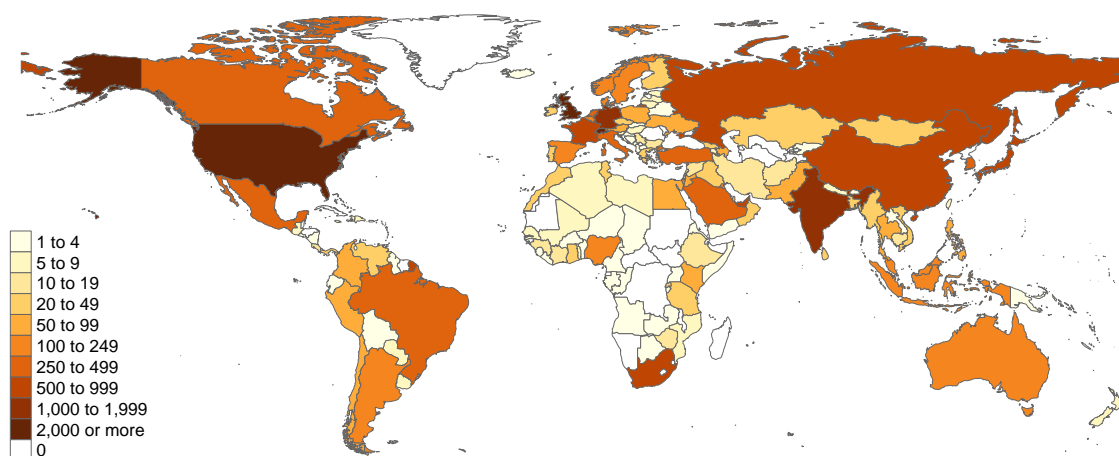 1 to 4
5 to 9
10 to 19
20 to 49
50 to 99
100 to 249
250 to 499
500 to 999
1,000 to 1,999
2,000 or more
0